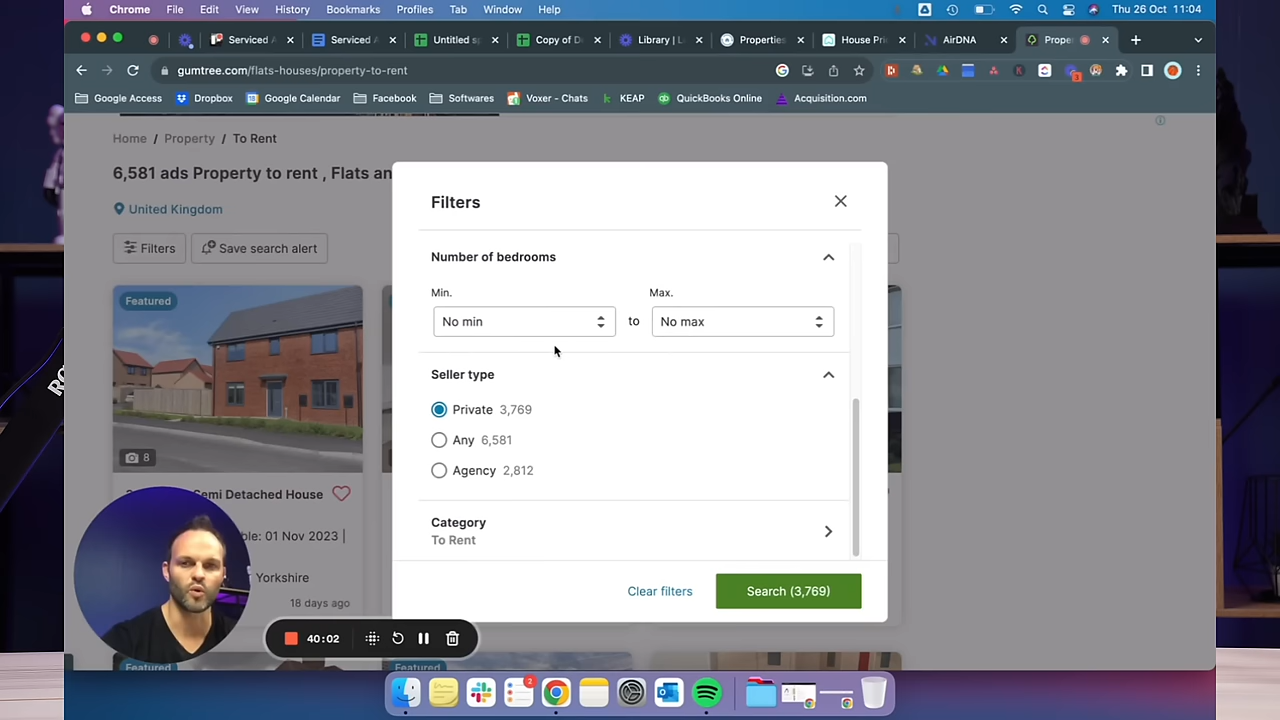 Chrome File Edit View History Bookmarks Profiles Tab Window Help Thu 26 Oct 11:04
Serviced A Serviced Untitled sp Copy of D Library | L Properties House Pri AirDNA Prope
gumtree.com/flats-houses/property-to-rent
Google Access Dropbox Google Calendar Facebook Softwares Voxer - Chats KEAP QuickBooks Online Acquisition.com
Home / Property / To Rent
6,581 ads Property to rent , Flats an
United Kingdom
Filters Save search alert
Featured
8
Semi Detached House
ble: 01 Nov 2023 |
Yorkshire
18 days ago
Featured
Featured
Filters
Number of bedrooms
Min. Max.
No min to No max
Seller type
Private 3,769
Any 6,581
Agency 2,812
Category
To Rent
Clear filters Search (3,769)
40:02
2